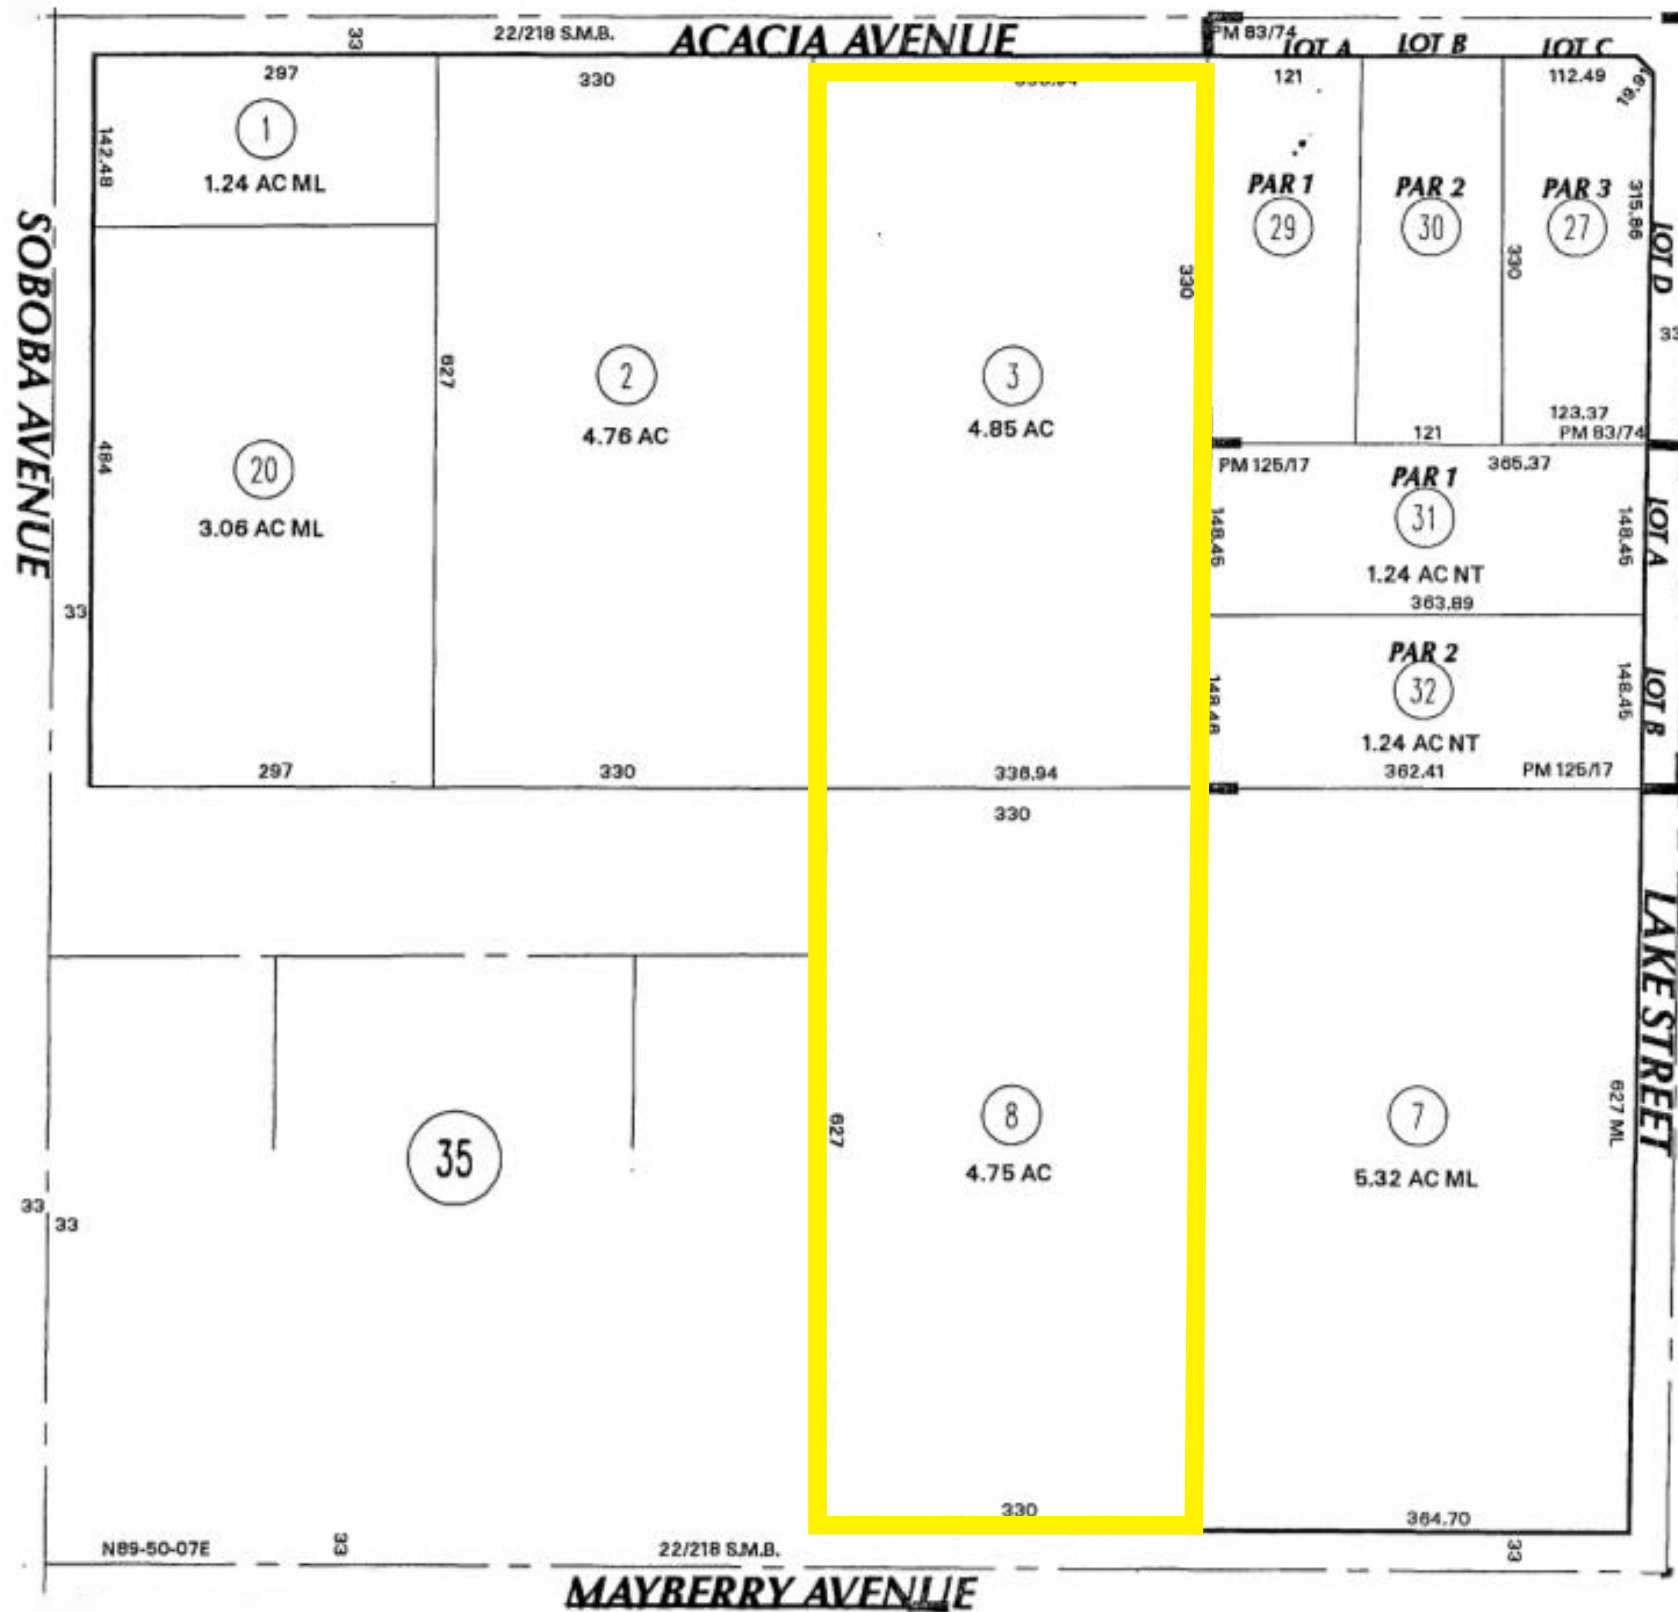 22/218 S.M.B.
ACACIA AVENUE
PM 83/74
LOT A
LOT B
LOT C
33
297
330
121
112.49
142.48
1
1.24 AC ML
PAR 1
29
PAR 2
30
PAR 3
27
315.86
LOT D
33
330
330
SOBOBA AVENUE
627
2
4.76 AC
3
4.85 AC
123.37
121
PM 83/74
484
20
3.06 AC ML
PM 125/17
365.37
PAR 1
31
148.45
148.45
LOT A
1.24 AC NT
363.89
33
PAR 2
32
148.45
LOT B
1.24 AC NT
297
330
336.94
362.41
PM 125/17
330
LAKE STREET
627
8
4.75 AC
7
5.32 AC ML
627 ML
35
33
33
330
364.70
N89-50-07E
33
22/218 S.M.B.
33
MAYBERRY AVENUE